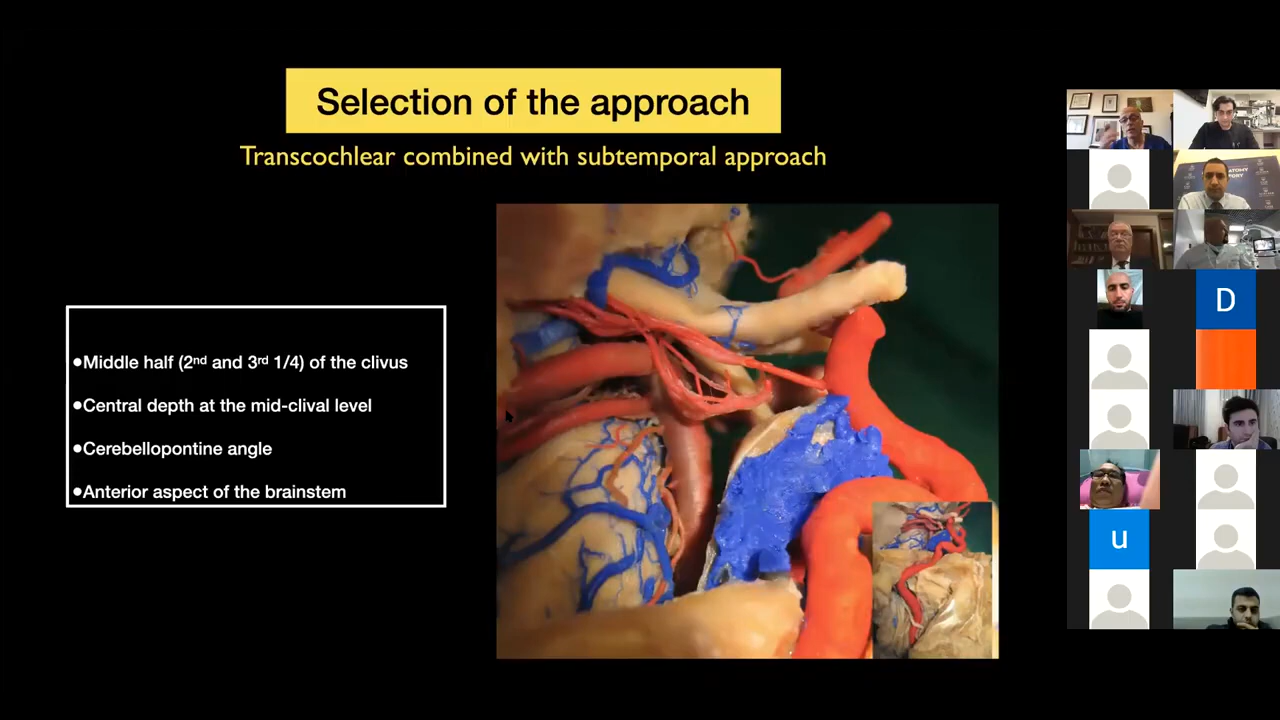 Selection of the approach
Transcochlear combined with subtemporal approach
●Middle half (2nd and 3rd 1/4) of the clivus
●Central depth at the mid-clival level
●Cerebellopontine angle
●Anterior aspect of the brainstem
D
u